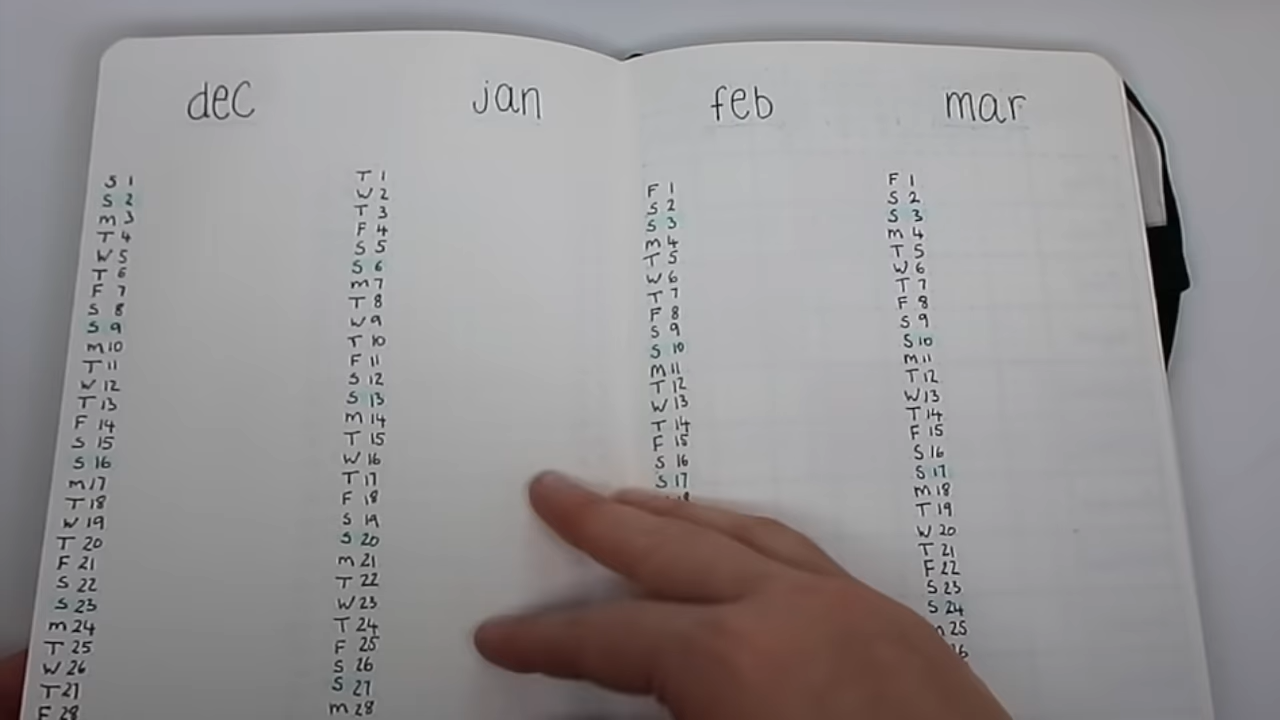 dec
S 1
S 2
M 3
T 4
W 5
T 6
F 7
S 8
S 9
M 10
T 11
W 12
T 13
F 14
S 15
S 16
M 17
T 18
W 19
T 20
F 21
S 22
S 23
M 24
T 25
W 26
T 27
F 28
jan
T 1
W 2
T 3
F 4
S 5
S 6
M 7
T 8
W 9
T 10
F 11
S 12
S 13
M 14
T 15
W 16
T 17
F 18
S 19
S 20
M 21
T 22
W 23
T 24
F 25
S 26
S 27
M 28
feb
F 1
S 2
S 3
M 4
T 5
W 6
T 7
F 8
S 9
S 10
M 11
T 12
W 13
T 14
F 15
S 16
S 17
18
mar
F 1
S 2
S 3
M 4
T 5
W 6
T 7
F 8
S 9
S 10
M 11
T 12
W 13
T 14
F 15
S 16
S 17
M 18
T 19
W 20
T 21
F 22
S 23
S 24
M 25
26